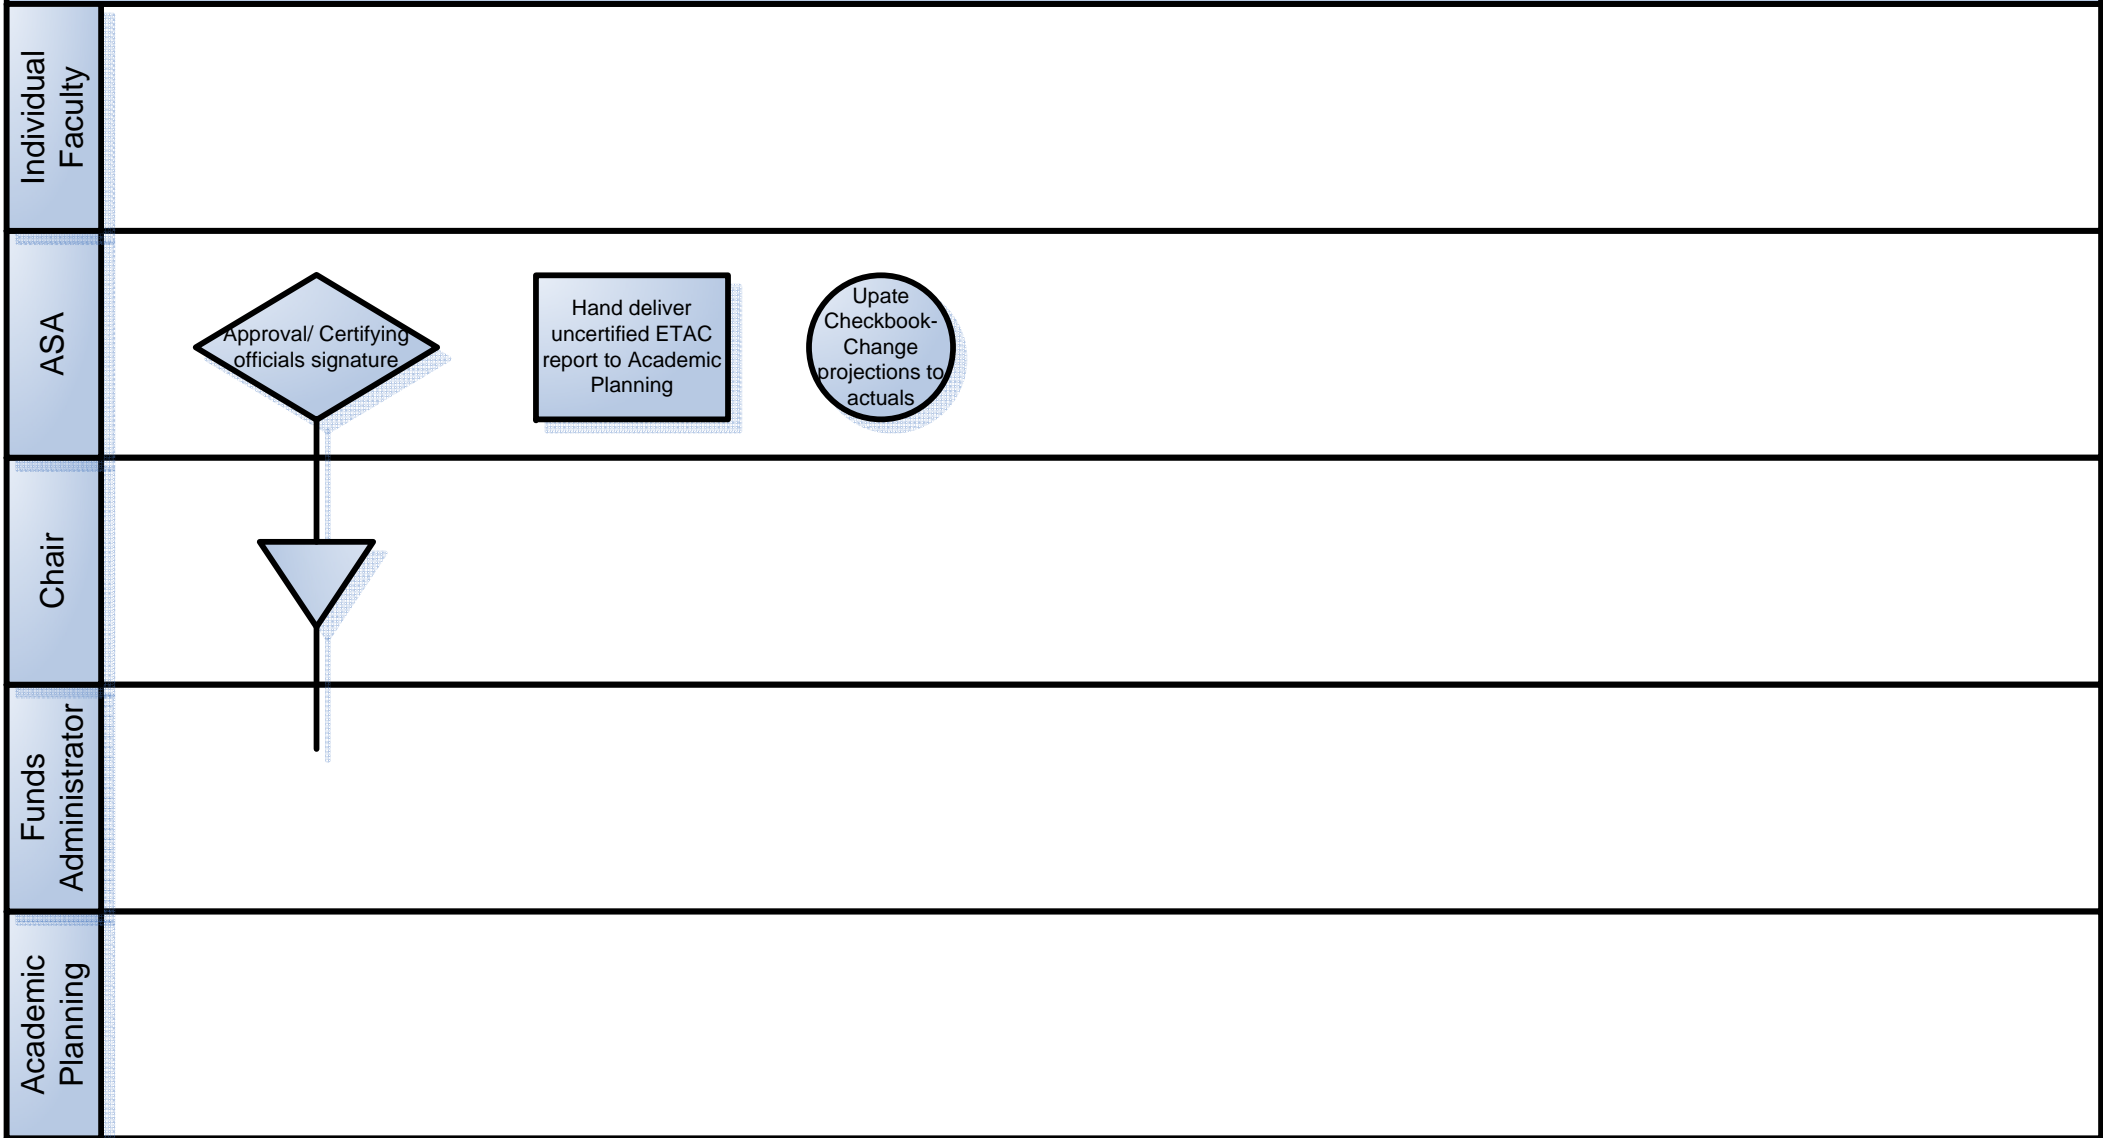 Individual
Faculty
ASA
Approval/ Certifying
officials signature
Hand deliver
uncertified ETAC
report to Academic
Planning
Upate
Checkbook-
Change
projections to
actuals
Chair
Funds
Administrator
Academic
Planning